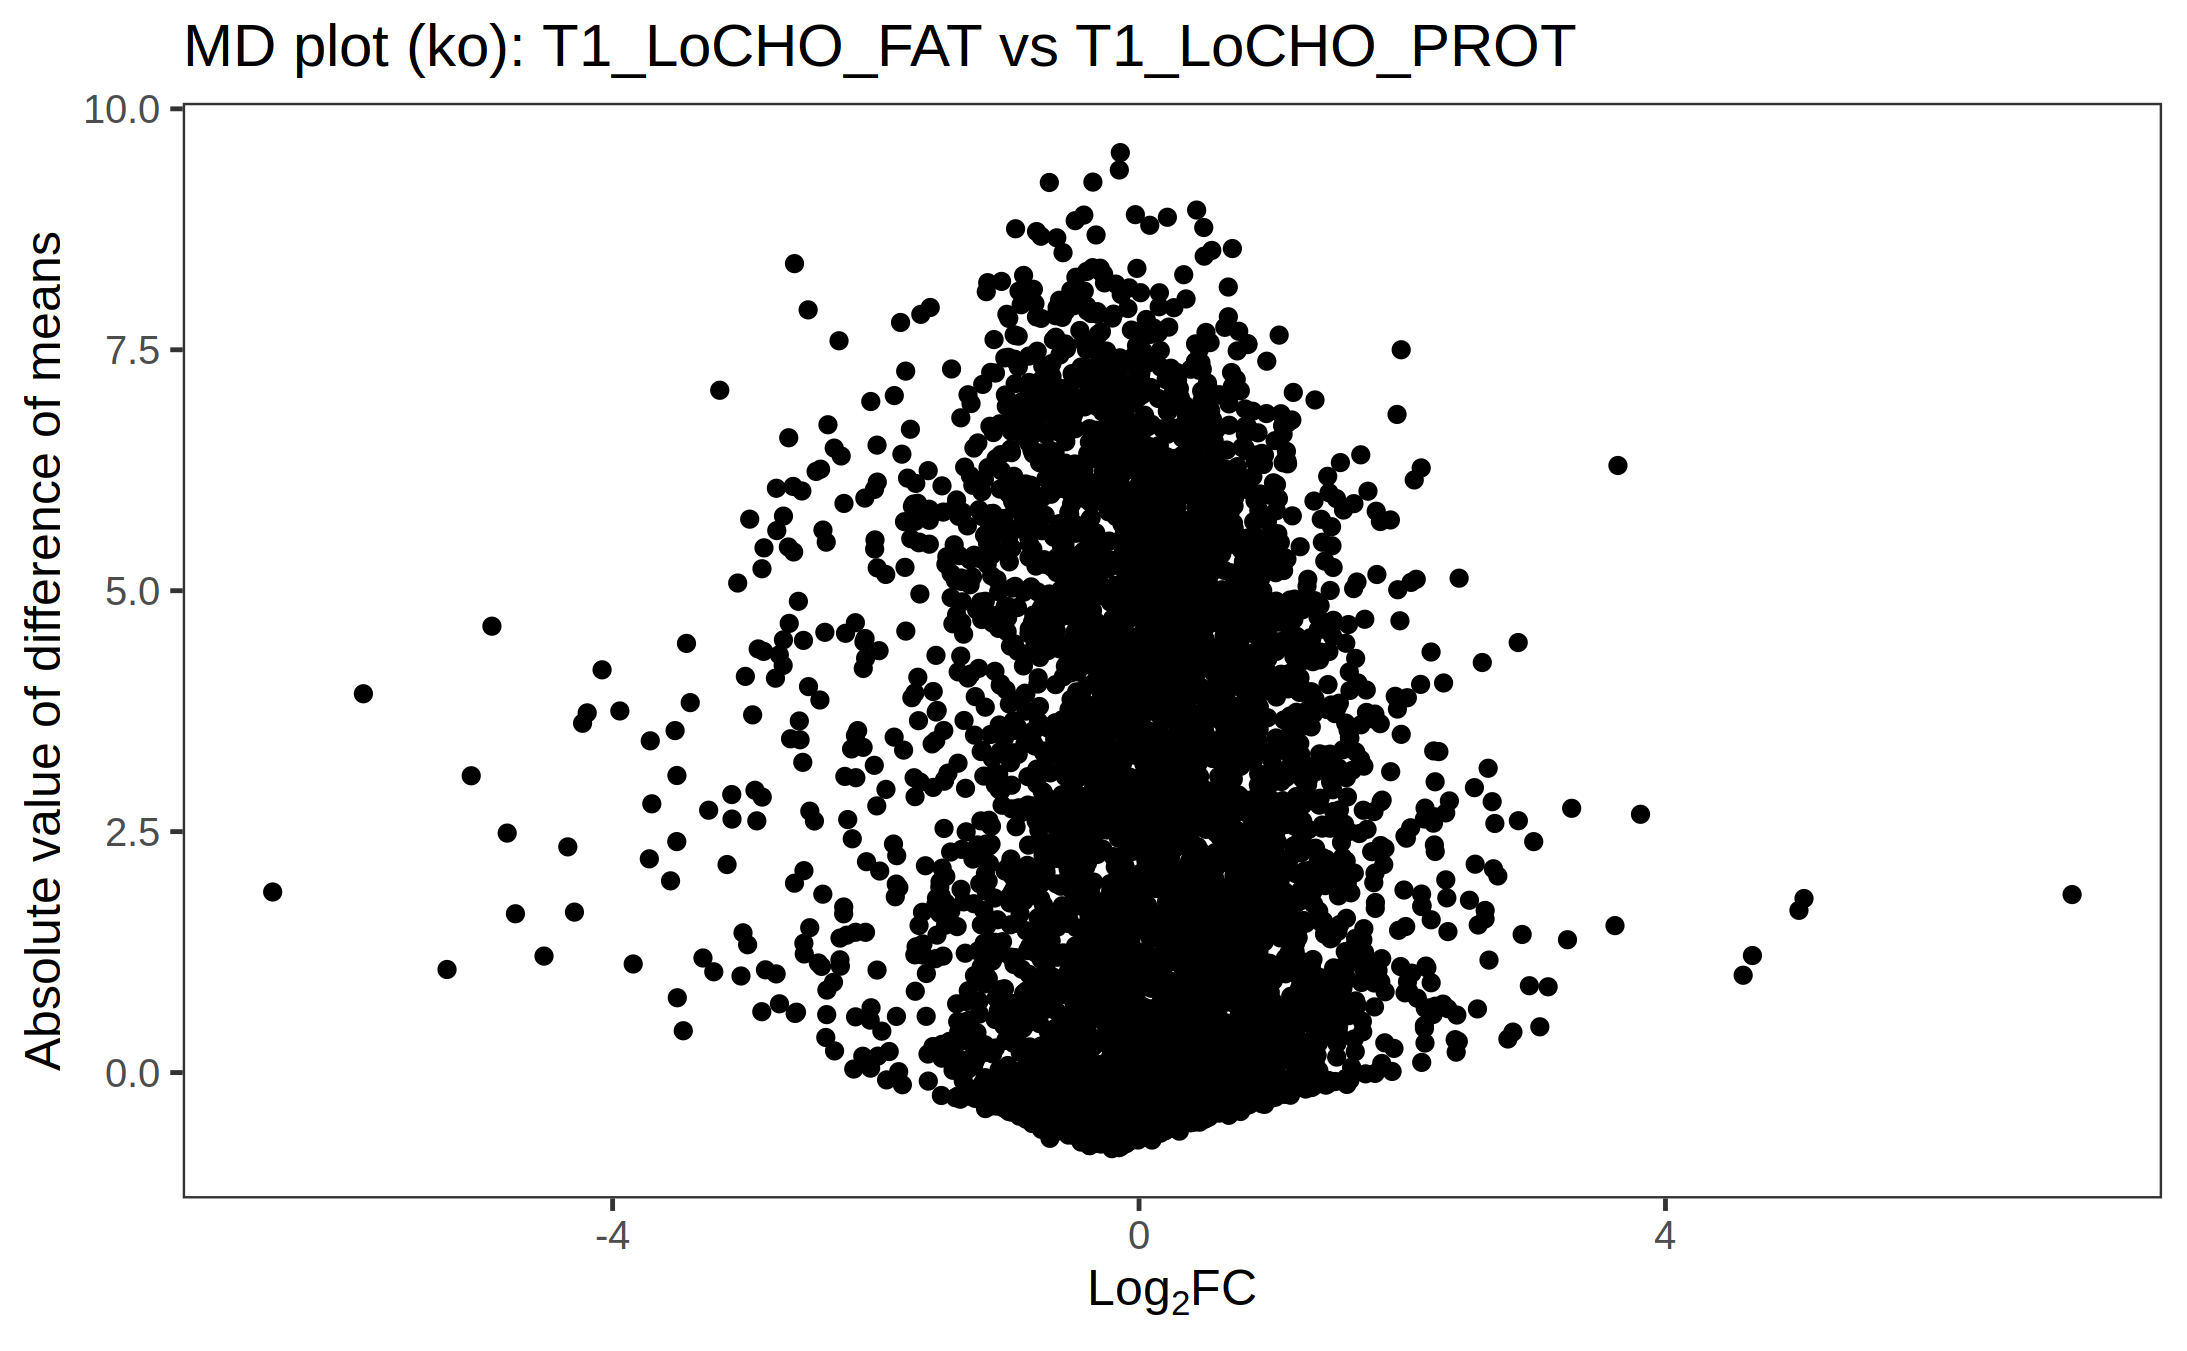 MD plot (ko): T1_LoCHO_FAT vs T1_LoCHO_PROT
Absolute value of difference of means
10.0
7.5
5.0
2.5
0.0
-4
0
4
Log₂FC